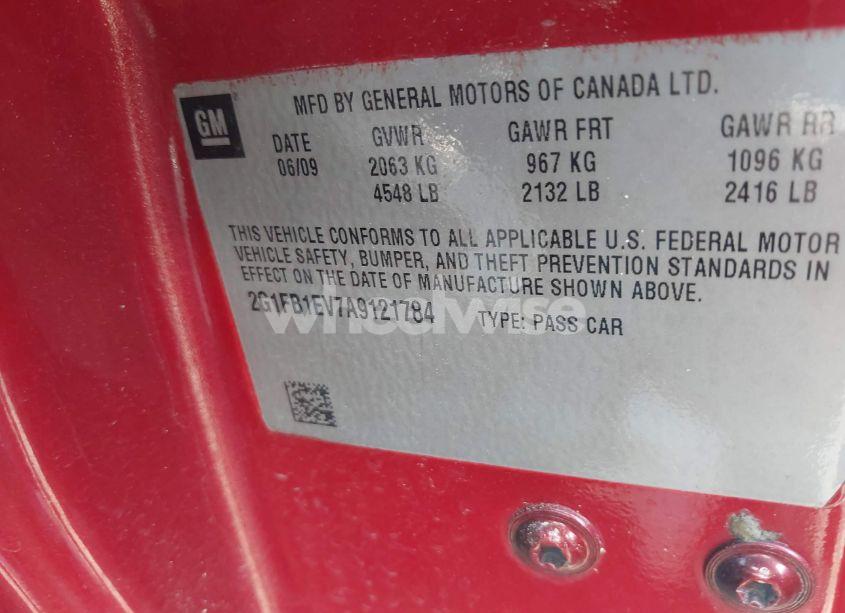 GM
MFD BY GENERAL MOTORS OF CANADA LTD.
DATE GVWR GAWR FRT GAWR RR
06/09 2063 KG 967 KG 1096 KG
4548 LB 2132 LB 2416 LB
THIS VEHICLE CONFORMS TO ALL APPLICABLE U.S. FEDERAL MOTOR
VEHICLE SAFETY, BUMPER, AND THEFT PREVENTION STANDARDS IN
EFFECT ON THE DATE OF MANUFACTURE SHOWN ABOVE.
2G1FB1EV7A9121784 TYPE: PASS CAR
wheelwise